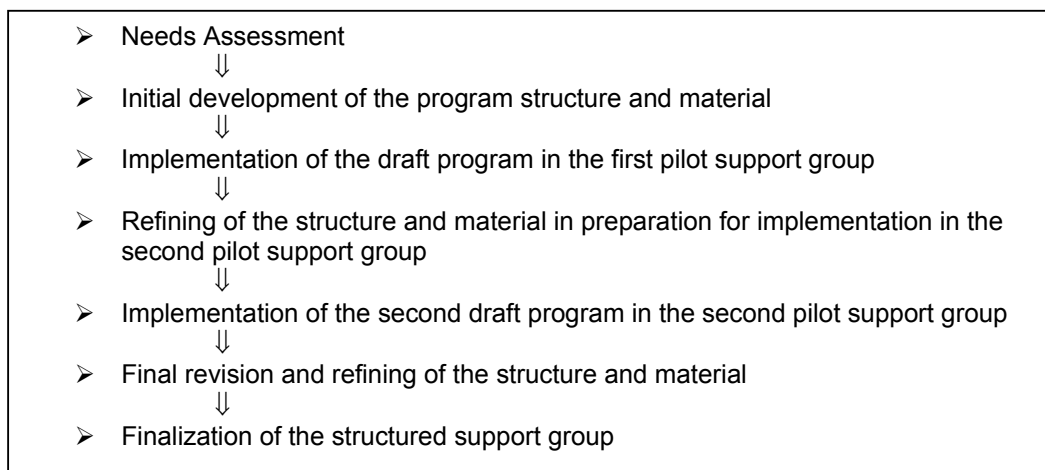 ➢ Needs Assessment
⇓
➢ Initial development of the program structure and material
⇓
➢ Implementation of the draft program in the first pilot support group
⇓
➢ Refining of the structure and material in preparation for implementation in the
second pilot support group
⇓
➢ Implementation of the second draft program in the second pilot support group
⇓
➢ Final revision and refining of the structure and material
⇓
➢ Finalization of the structured support group